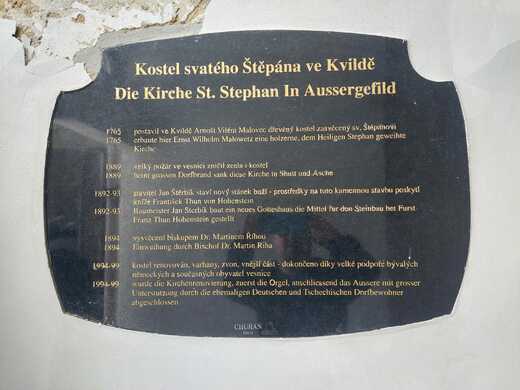 Kostel svatého Štěpána ve Kvildě
Die Kirche St. Stephan In Aussergefild
1765 postavil ve Kvildě Arnošt Vilém Malovec dřevěný kostel zasvěcený sv. Štěpánovi
1765 erbaute hier Ernst Wilhelm Malowetz eine holzerne, dem Heiligen Stephan geweihte
Kirche
1889 velký požár ve vesnici zničil zcela i kostel
1889 beim grossen Dorfbrand sank diese Kirche in Shutt und Asche
1892-93 stavitel Jan Štěrbík staví nový stánek boží - prostředky na tuto kamennou stavbu poskytl
kníže František Thun von Hohenstein
1892-93 Baumeister Jan Šterbik baut ein neues Gotteshaus die Mittel fur den Steinbau het Furst
Franz Thun Hohenstein gestellt
1894 vysvěcení biskupem Dr. Martinem Říhou
1894 Einweihung durch Bischof Dr. Martin Riha
1994-99 kostel renovován, varhany, zvon, vnější část - dokončeno díky velké podpoře bývalých
německých a současných obyvatel vesnice
1994-99 wurde die Kirchenrenovierung, zuerst die Orgel, anschliessend das Aussere mit grosser
Untersutzung durch die ehemaligen Deutschen und Tschechischen Dorfbewohner
abgeschlossen
CHURÁŇ